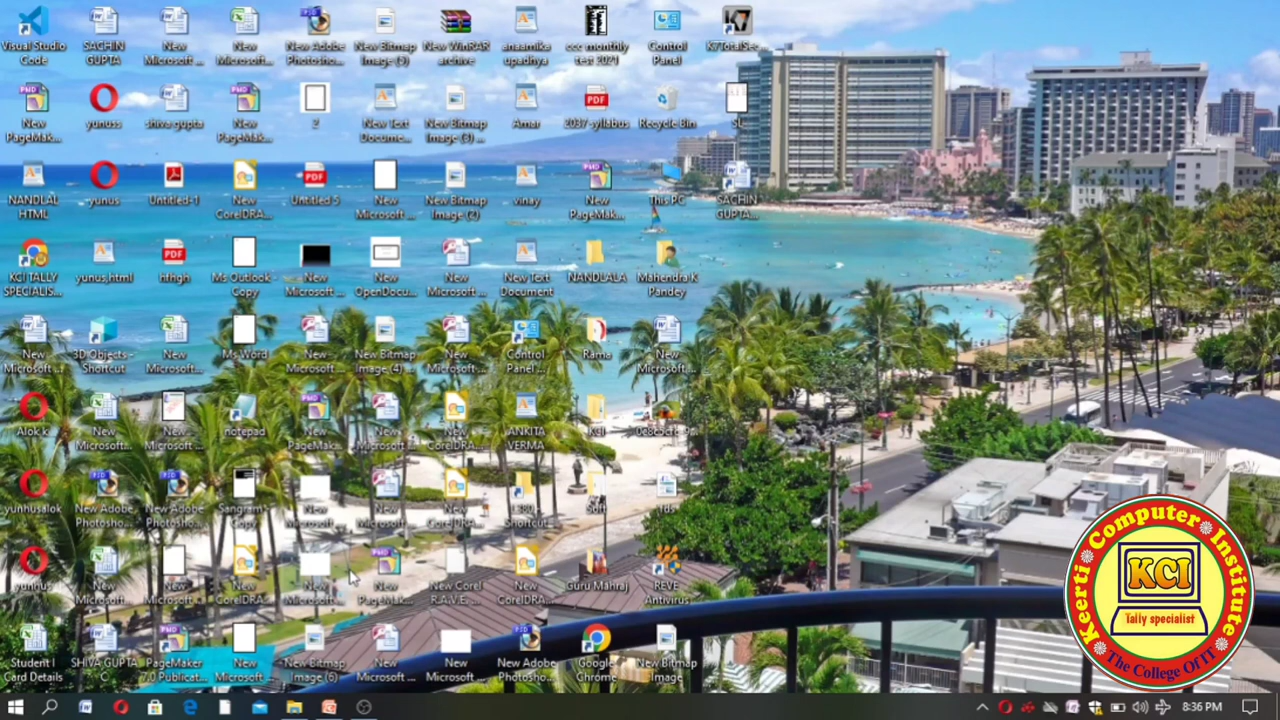 Visual Studio
Code
SACHIN
GUPTA
New
Microsoft ...
New
Microsoft...
New Adobe
Photosho...
New Bitmap
Image (5)
New WinRAR
archive
anaamika
upadhya
ccc monthly
test 2021
Control
Panel
K7TotalSec...
New
PageMak...
yunuss
shiva gupta
New
PageMak...
2
New Text
Docume...
New Bitmap
Image (3) ...
Amar
2037-syllabus
Recycle Bin
NANDLAL
HTML
yunus
Untitled-1
New
CorelDRA...
Untitled 5
New
Microsoft ...
New Bitmap
Image (2)
vinay
New
PageMak...
This PC
SACHIN
GUPTA...
KCI TALLY
SPECIALIS...
yunus,html
hfhgh
Ms Outlook -
Copy
New
Microsoft ...
New
OpenDocu...
New
Microsoft ...
New Text
Document
NANDLALA
Mahendra K
Pandey
New
Microsoft ...
3D Objects -
Shortcut
New
Microsoft...
Ms Word
New
Microsoft ...
New Bitmap
Image (4) ...
New
Microsoft ...
Control
Panel ...
Rama
New
Microsoft ...
Alok k
New
Microsoft...
New
Microsoft ...
notepad
New
PageMak...
New
Microsoft ...
New
CorelDRA...
ANKITA
VERMA
Kci
yunhusalok
New Adobe
Photosho...
New Adobe
Photosho...
Sangram -
Copy
New
Microsoft ...
New
Microsoft ...
New
CorelDRA...
Shortcut
Soft
rds
yunhus
New
Microsoft...
New
Microsoft ...
New
CorelDRA...
New
Microsoft ...
New
PageMak...
New Corel
R.A.V.E. ...
New
CorelDRA...
Guru Mahraj
REVE
Antivirus
Student I
Card Details
SHIVA GUPTA
C
PageMaker
7.0 Publicat...
New
Microsoft ...
New Bitmap
Image (6)
New
Microsoft ...
New
Microsoft ...
New Adobe
Photosho...
Google
Chrome
New Bitmap
Image
Keerti Computer Institute
KCI
Tally specialist
The College Of IT
8:36 PM